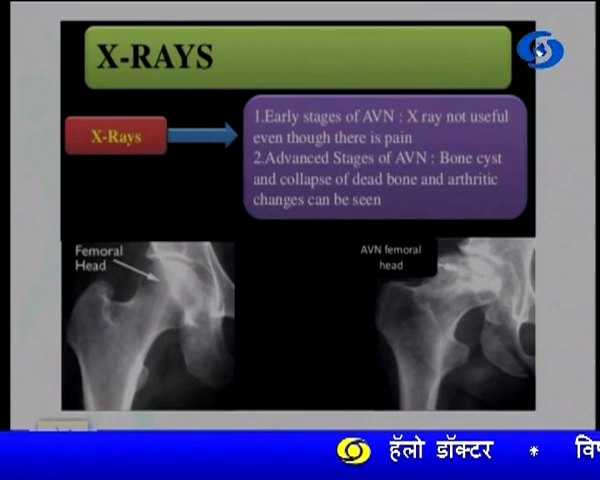 X-RAYS
X-Rays
1.Early stages of AVN : X ray not useful
even though there is pain
2.Advanced Stages of AVN : Bone cyst
and collapse of dead bone and arthritic
changes can be seen
Femoral
Head
AVN femoral
head
हॅलो डॉक्टर * वि